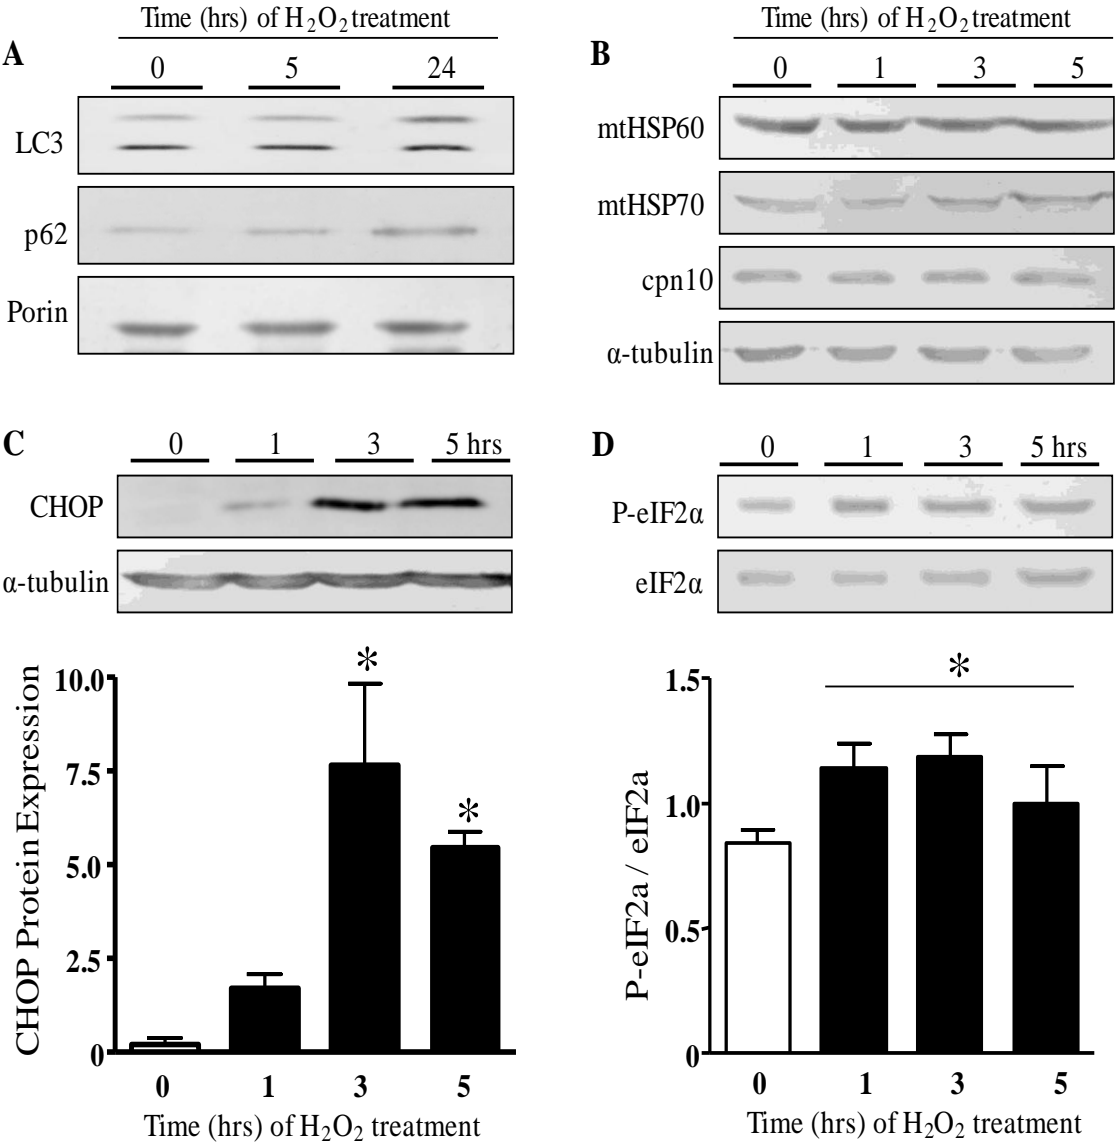 Time (hrs) of H₂O₂ treatment
A
0 5 24
LC3
p62
Porin
Time (hrs) of H₂O₂ treatment
B
0 1 3 5
mtHSP60
mtHSP70
cpn10
α-tubulin
C
0 1 3 5 hrs
CHOP
α-tubulin
CHOP Protein Expression
10.0
7.5
5.0
2.5
0
*
*
0 1 3 5
Time (hrs) of H₂O₂ treatment
D
0 1 3 5 hrs
P-eIF2α
eIF2α
P-eIF2a / eIF2a
1.5
1.0
0.5
0
*
0 1 3 5
Time (hrs) of H₂O₂ treatment